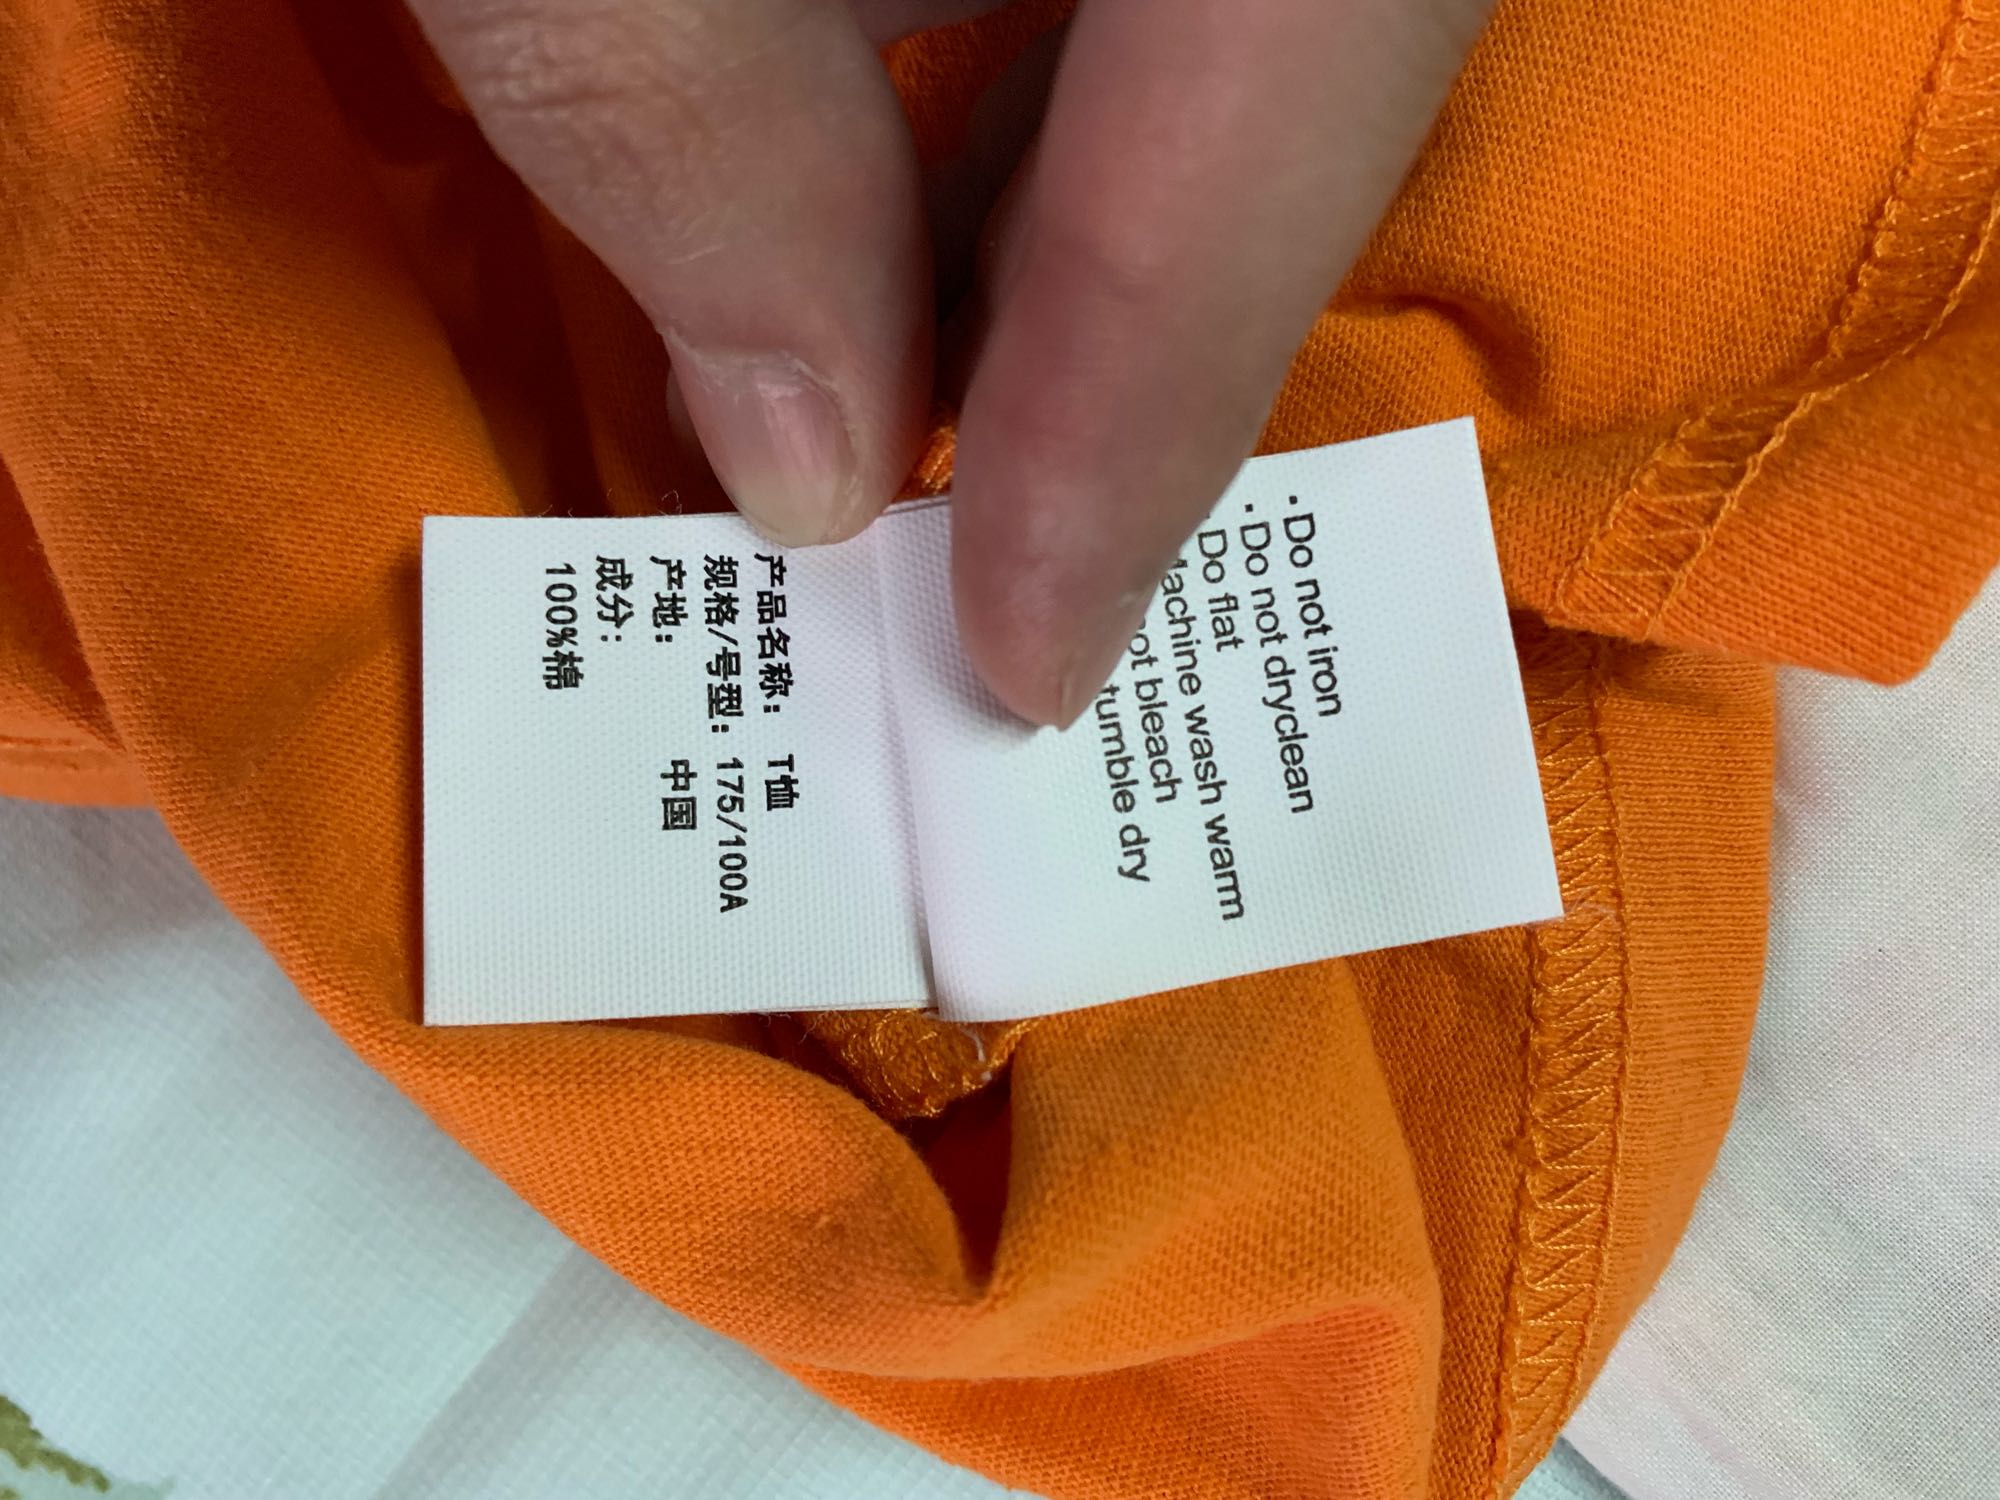 · Do not iron
· Do not dryclean
Do flat
Machine wash warm
not bleach
tumble dry
产品名称： T恤
规格/号型：175/100A
产地： 中国
成分：
100%棉